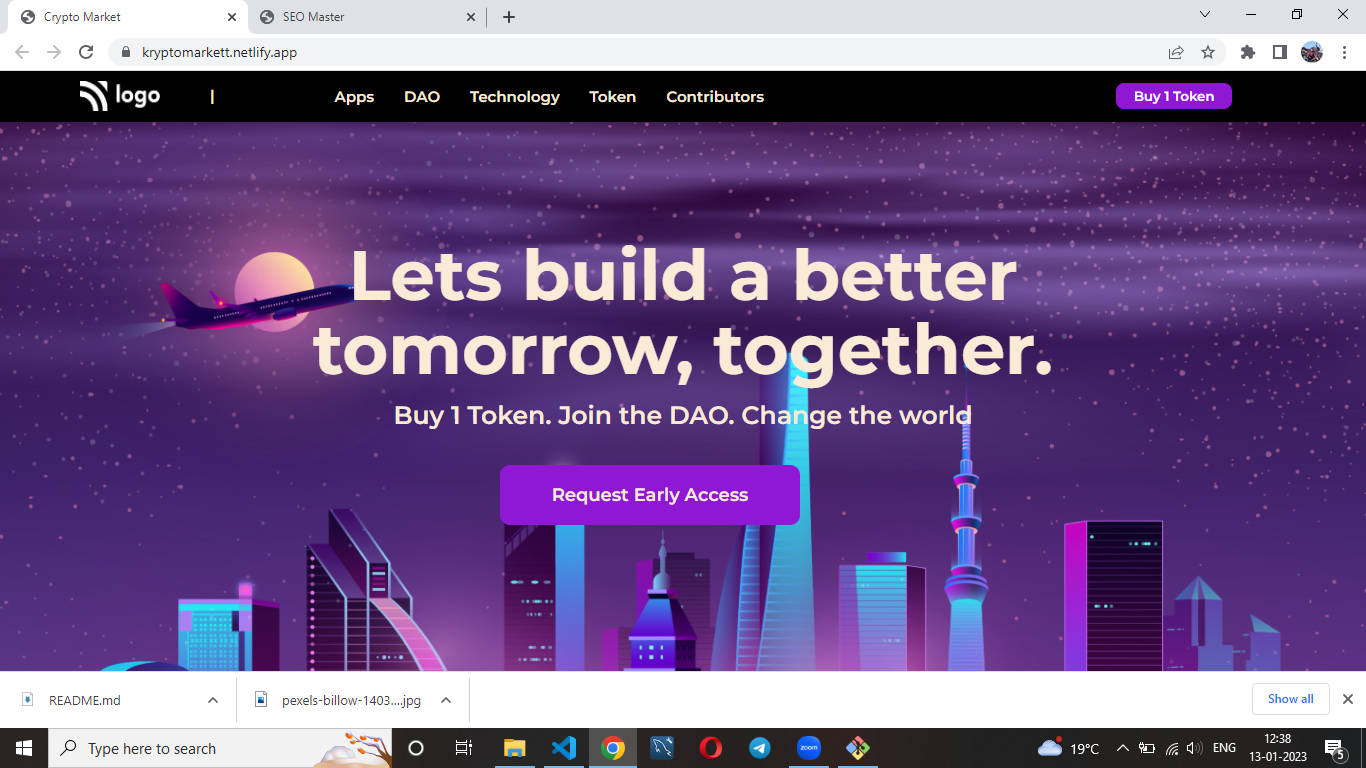 Crypto Market
SEO Master
kryptomarkett.netlify.app
logo
|
Apps
DAO
Technology
Token
Contributors
Buy 1 Token
Lets build a better
tomorrow, together.
Buy 1 Token. Join the DAO. Change the world
Request Early Access
README.md
pexels-billow-1403....jpg
Show all
Type here to search
zoom
19°C
ENG
12:38
13-01-2023
5